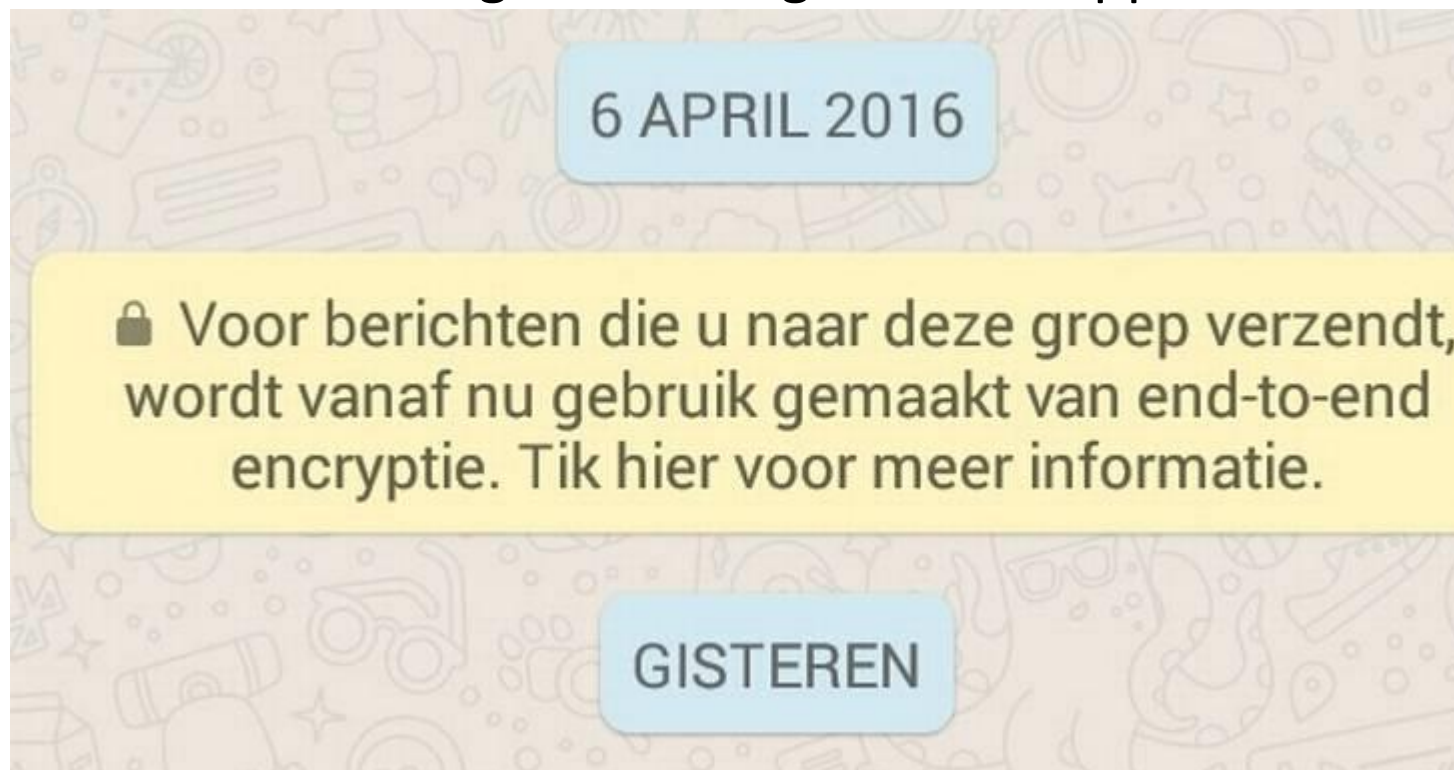 6 APRIL 2016
Voor berichten die u naar deze groep verzendt,
wordt vanaf nu gebruik gemaakt van end-to-end
encryptie. Tik hier voor meer informatie.
GISTEREN